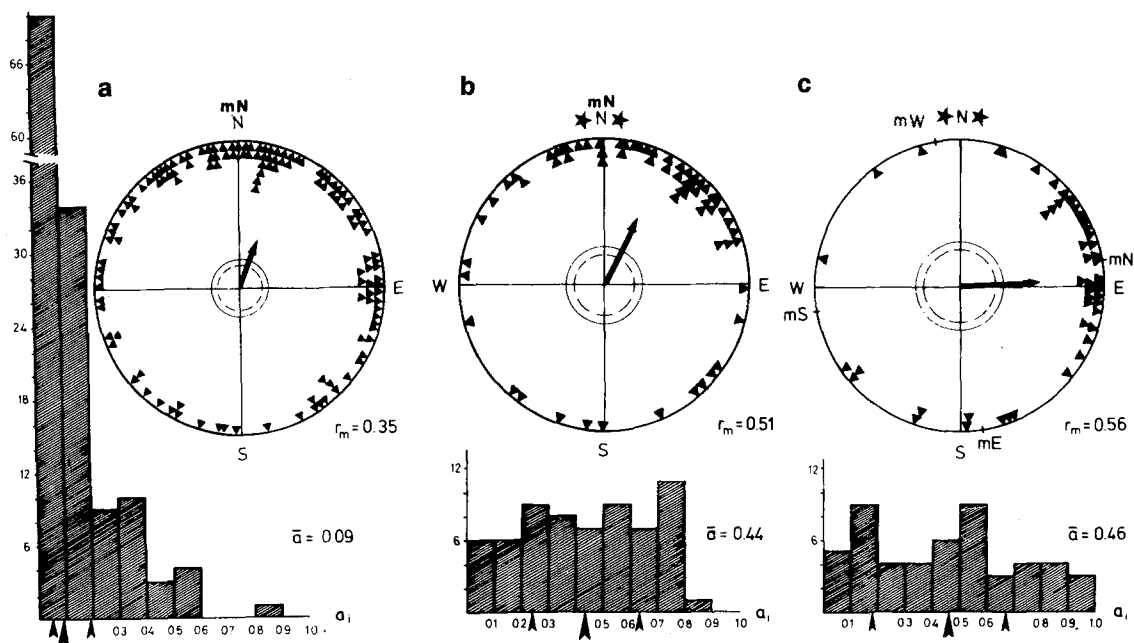 66
60
36
30
24
18
12
6
a
mN
N
E
S
r_m = 0.35
ā = 0.09
03 04 05 06 07 08 09 10 a_i
b
mN
★ N ★
W E
S
r_m = 0.51
12
6
ā = 0.44
01 02 03 05 06 07 08 09 10 a_i
c
mW ★ N ★
mN
W E
mS
mE
S
r_m = 0.56
12
6
ā = 0.46
01 03 04 05 06 08 09 10 a_i